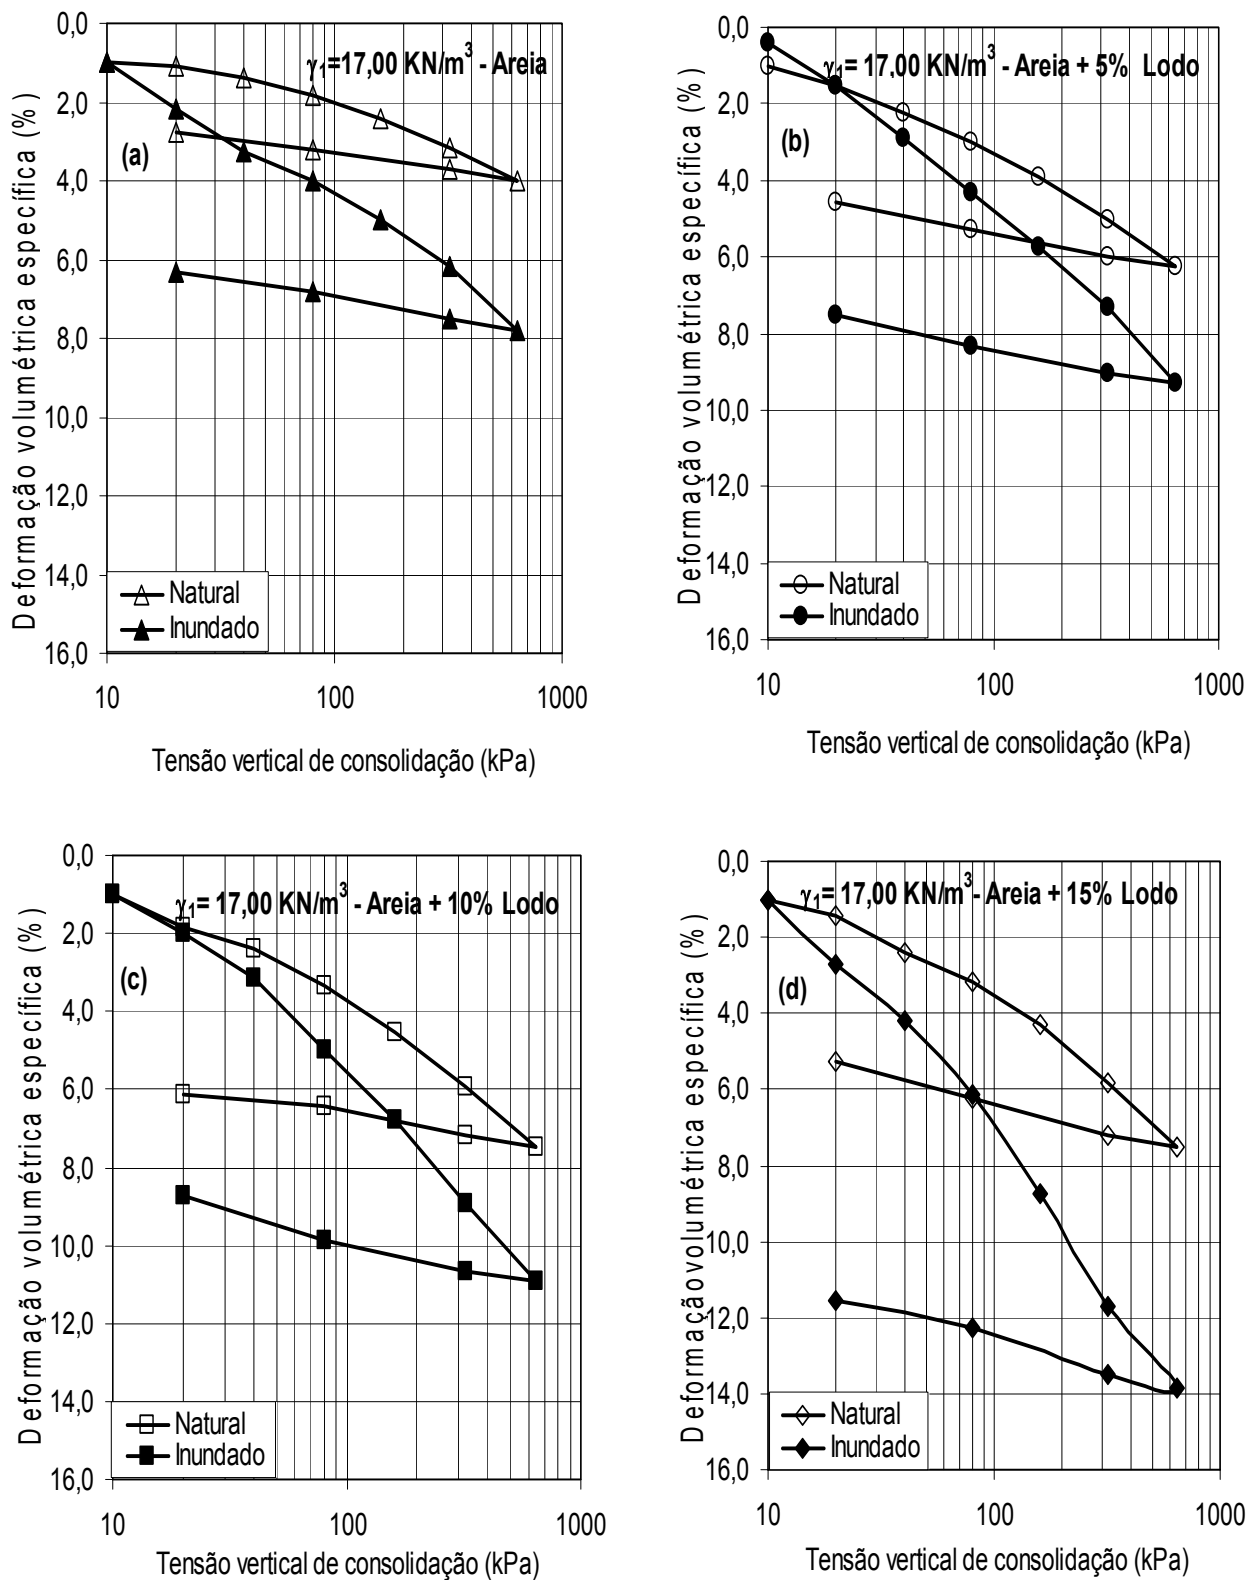 γ1=17,00 KN/m³ - Areia
0,0
2,0
4,0
6,0
8,0
10,0
12,0
14,0
16,0
Deformação volumétrica específica (%)
(a)
Natural
Inundado
10
100
1000
Tensão vertical de consolidação (kPa)
γ1= 17,00 KN/m³ - Areia + 5% Lodo
0,0
2,0
4,0
6,0
8,0
10,0
12,0
14,0
16,0
Deformação volumétrica específica (%)
(b)
Natural
Inundado
10
100
1000
Tensão vertical de consolidação (kPa)
γ1= 17,00 KN/m³ - Areia + 10% Lodo
0,0
2,0
4,0
6,0
8,0
10,0
12,0
14,0
16,0
Deformação volumétrica específica (%)
(c)
Natural
Inundado
10
100
1000
Tensão vertical de consolidação (kPa)
γ1= 17,00 KN/m³ - Areia + 15% Lodo
0,0
2,0
4,0
6,0
8,0
10,0
12,0
14,0
16,0
Deformação volumétrica específica (%)
(d)
Natural
Inundado
10
100
1000
Tensão vertical de consolidação (kPa)